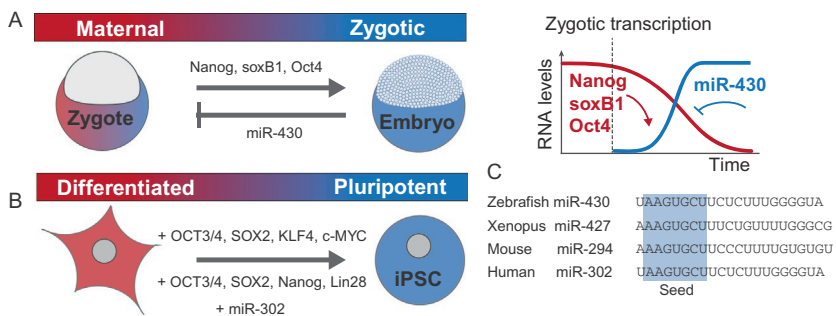 A
Maternal Zygotic
Nanog, soxB1, Oct4
Zygote
Embryo
miR-430
Zygotic transcription
RNA levels
Nanog
soxB1
Oct4
miR-430
Time
B
Differentiated Pluripotent
+ OCT3/4, SOX2, KLF4, c-MYC
iPSC
+ OCT3/4, SOX2, Nanog, Lin28
+ miR-302
C
Zebrafish miR-430 UAAGUGCUUCUCUUUGGGGUA
Xenopus miR-427 AAAGUGCUUUCUGUUUUGGGCG
Mouse miR-294 AAAGUGCUUCCCUUUUGUGUGU
Human miR-302 UAAGUGCUUCUCUUUGGGGUA
Seed